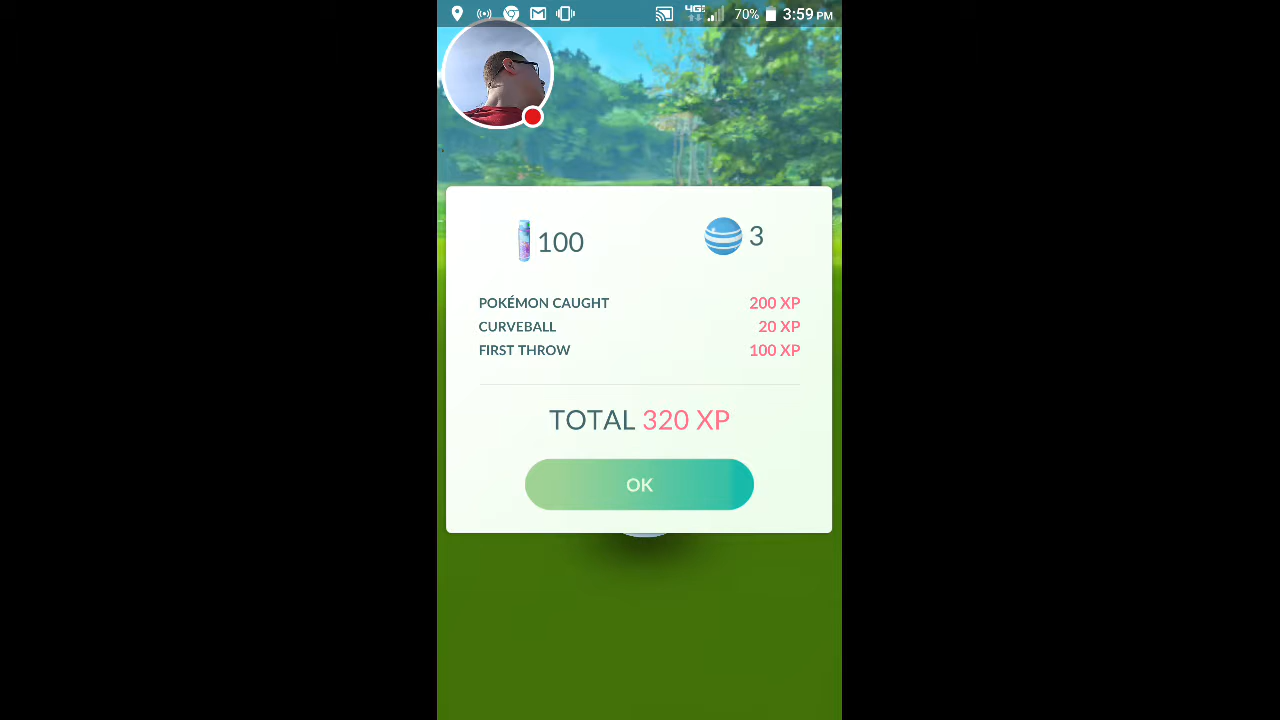 4G 70% 3:59 PM
100 3
POKÉMON CAUGHT 200 XP
CURVEBALL 20 XP
FIRST THROW 100 XP
TOTAL 320 XP
OK